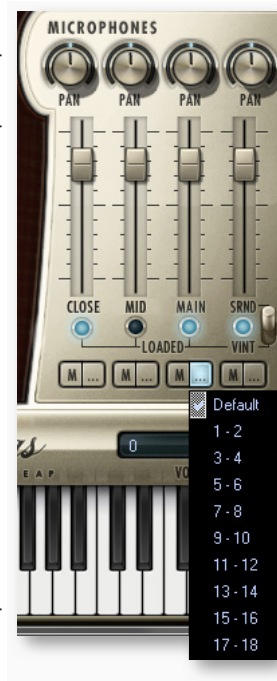 MICROPHONES
PAN PAN PAN PAN
CLOSE MID MAIN SRND
LOADED VINT
M ... M ... M ... M ...
Default
0
1 - 2
3 - 4
5 - 6
7 - 8
9 - 10
11 - 12
13 - 14
15 - 16
17 - 18